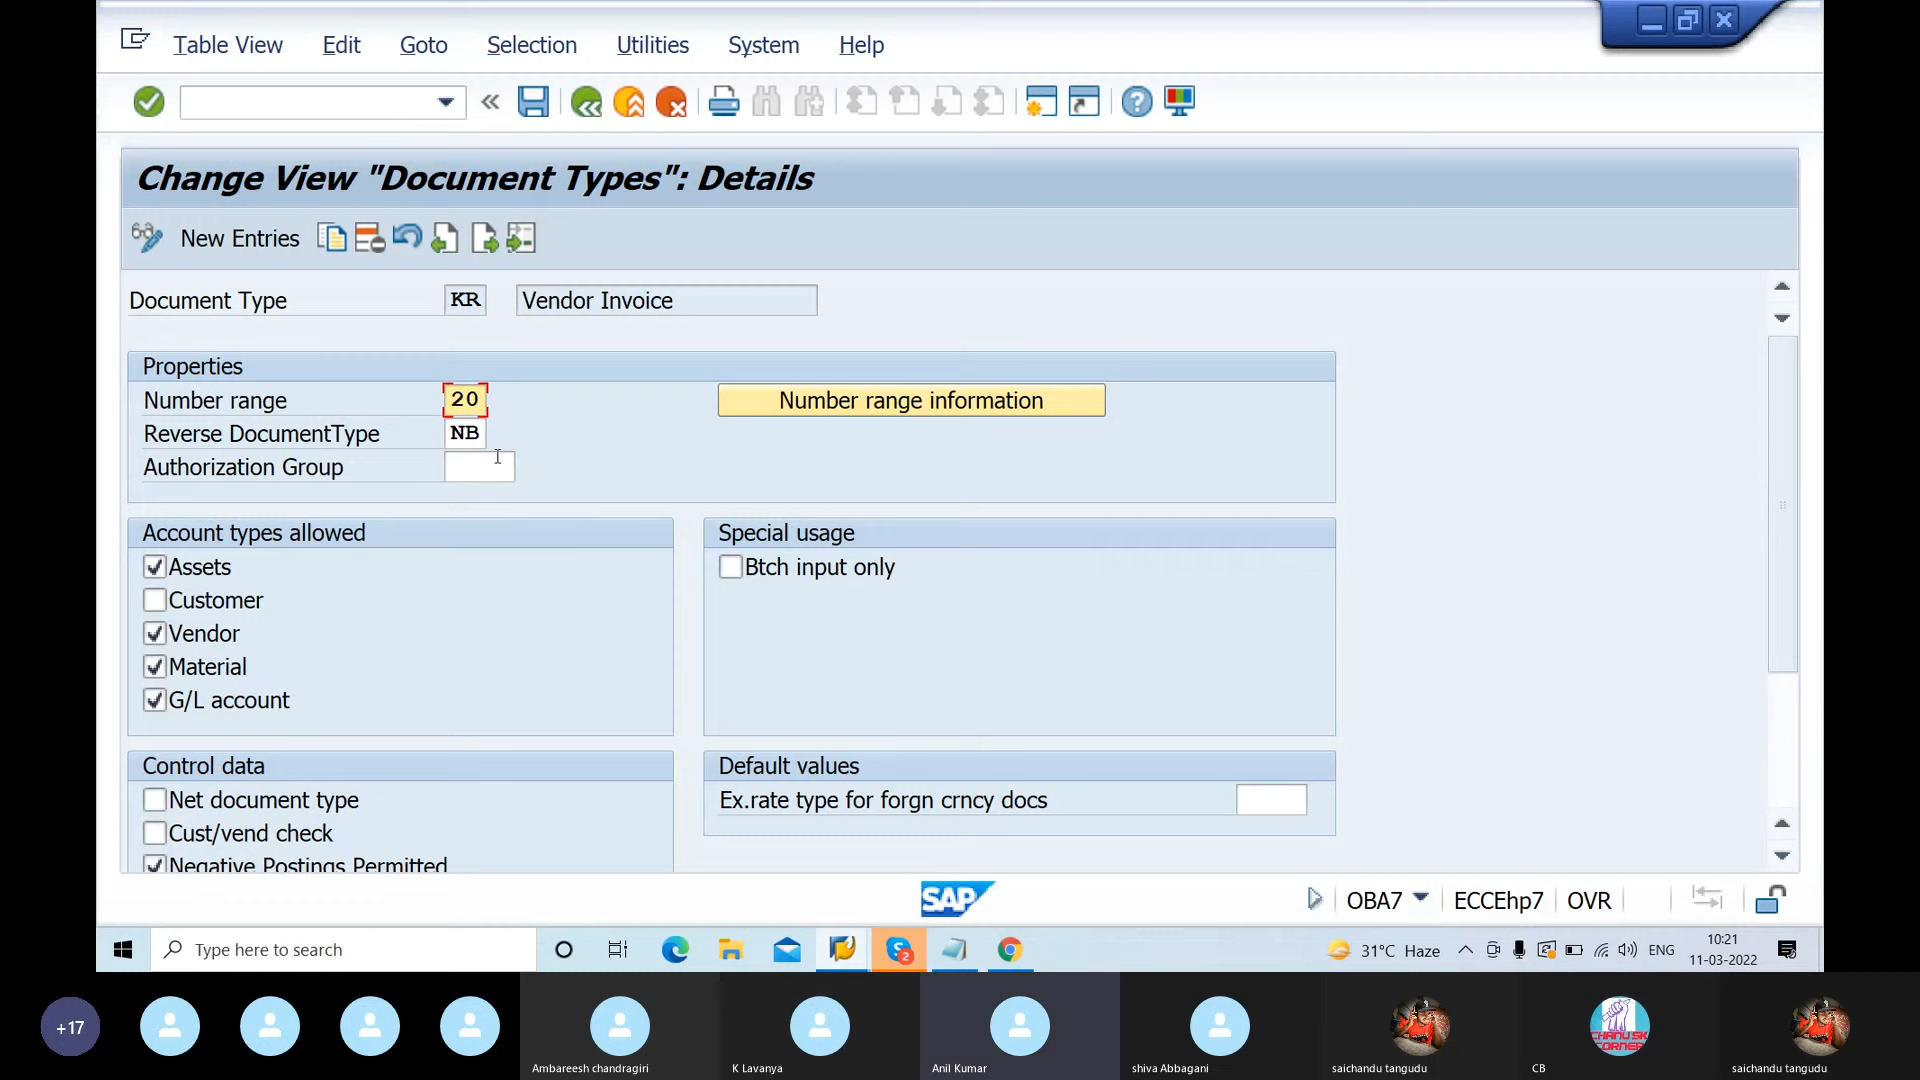 Table View Edit Goto Selection Utilities System Help
Change View "Document Types": Details
New Entries
Document Type KR Vendor Invoice
Properties
Number range 20 Number range information
Reverse DocumentType NB
Authorization Group
Account types allowed
Special usage
Assets
Btch input only
Customer
Vendor
Material
G/L account
Control data
Default values
Net document type
Ex.rate type for forgn crncy docs
Cust/vend check
Negative Postings Permitted
SAP
OBA7 ECCEhp7 OVR
Type here to search
2
31°C Haze
ENG
10:21
11-03-2022
+17
CHANU SK
CORNER
Ambareesh chandragiri
K Lavanya
Anil Kumar
shiva Abbagani
saichandu tangudu
CB
saichandu tangudu